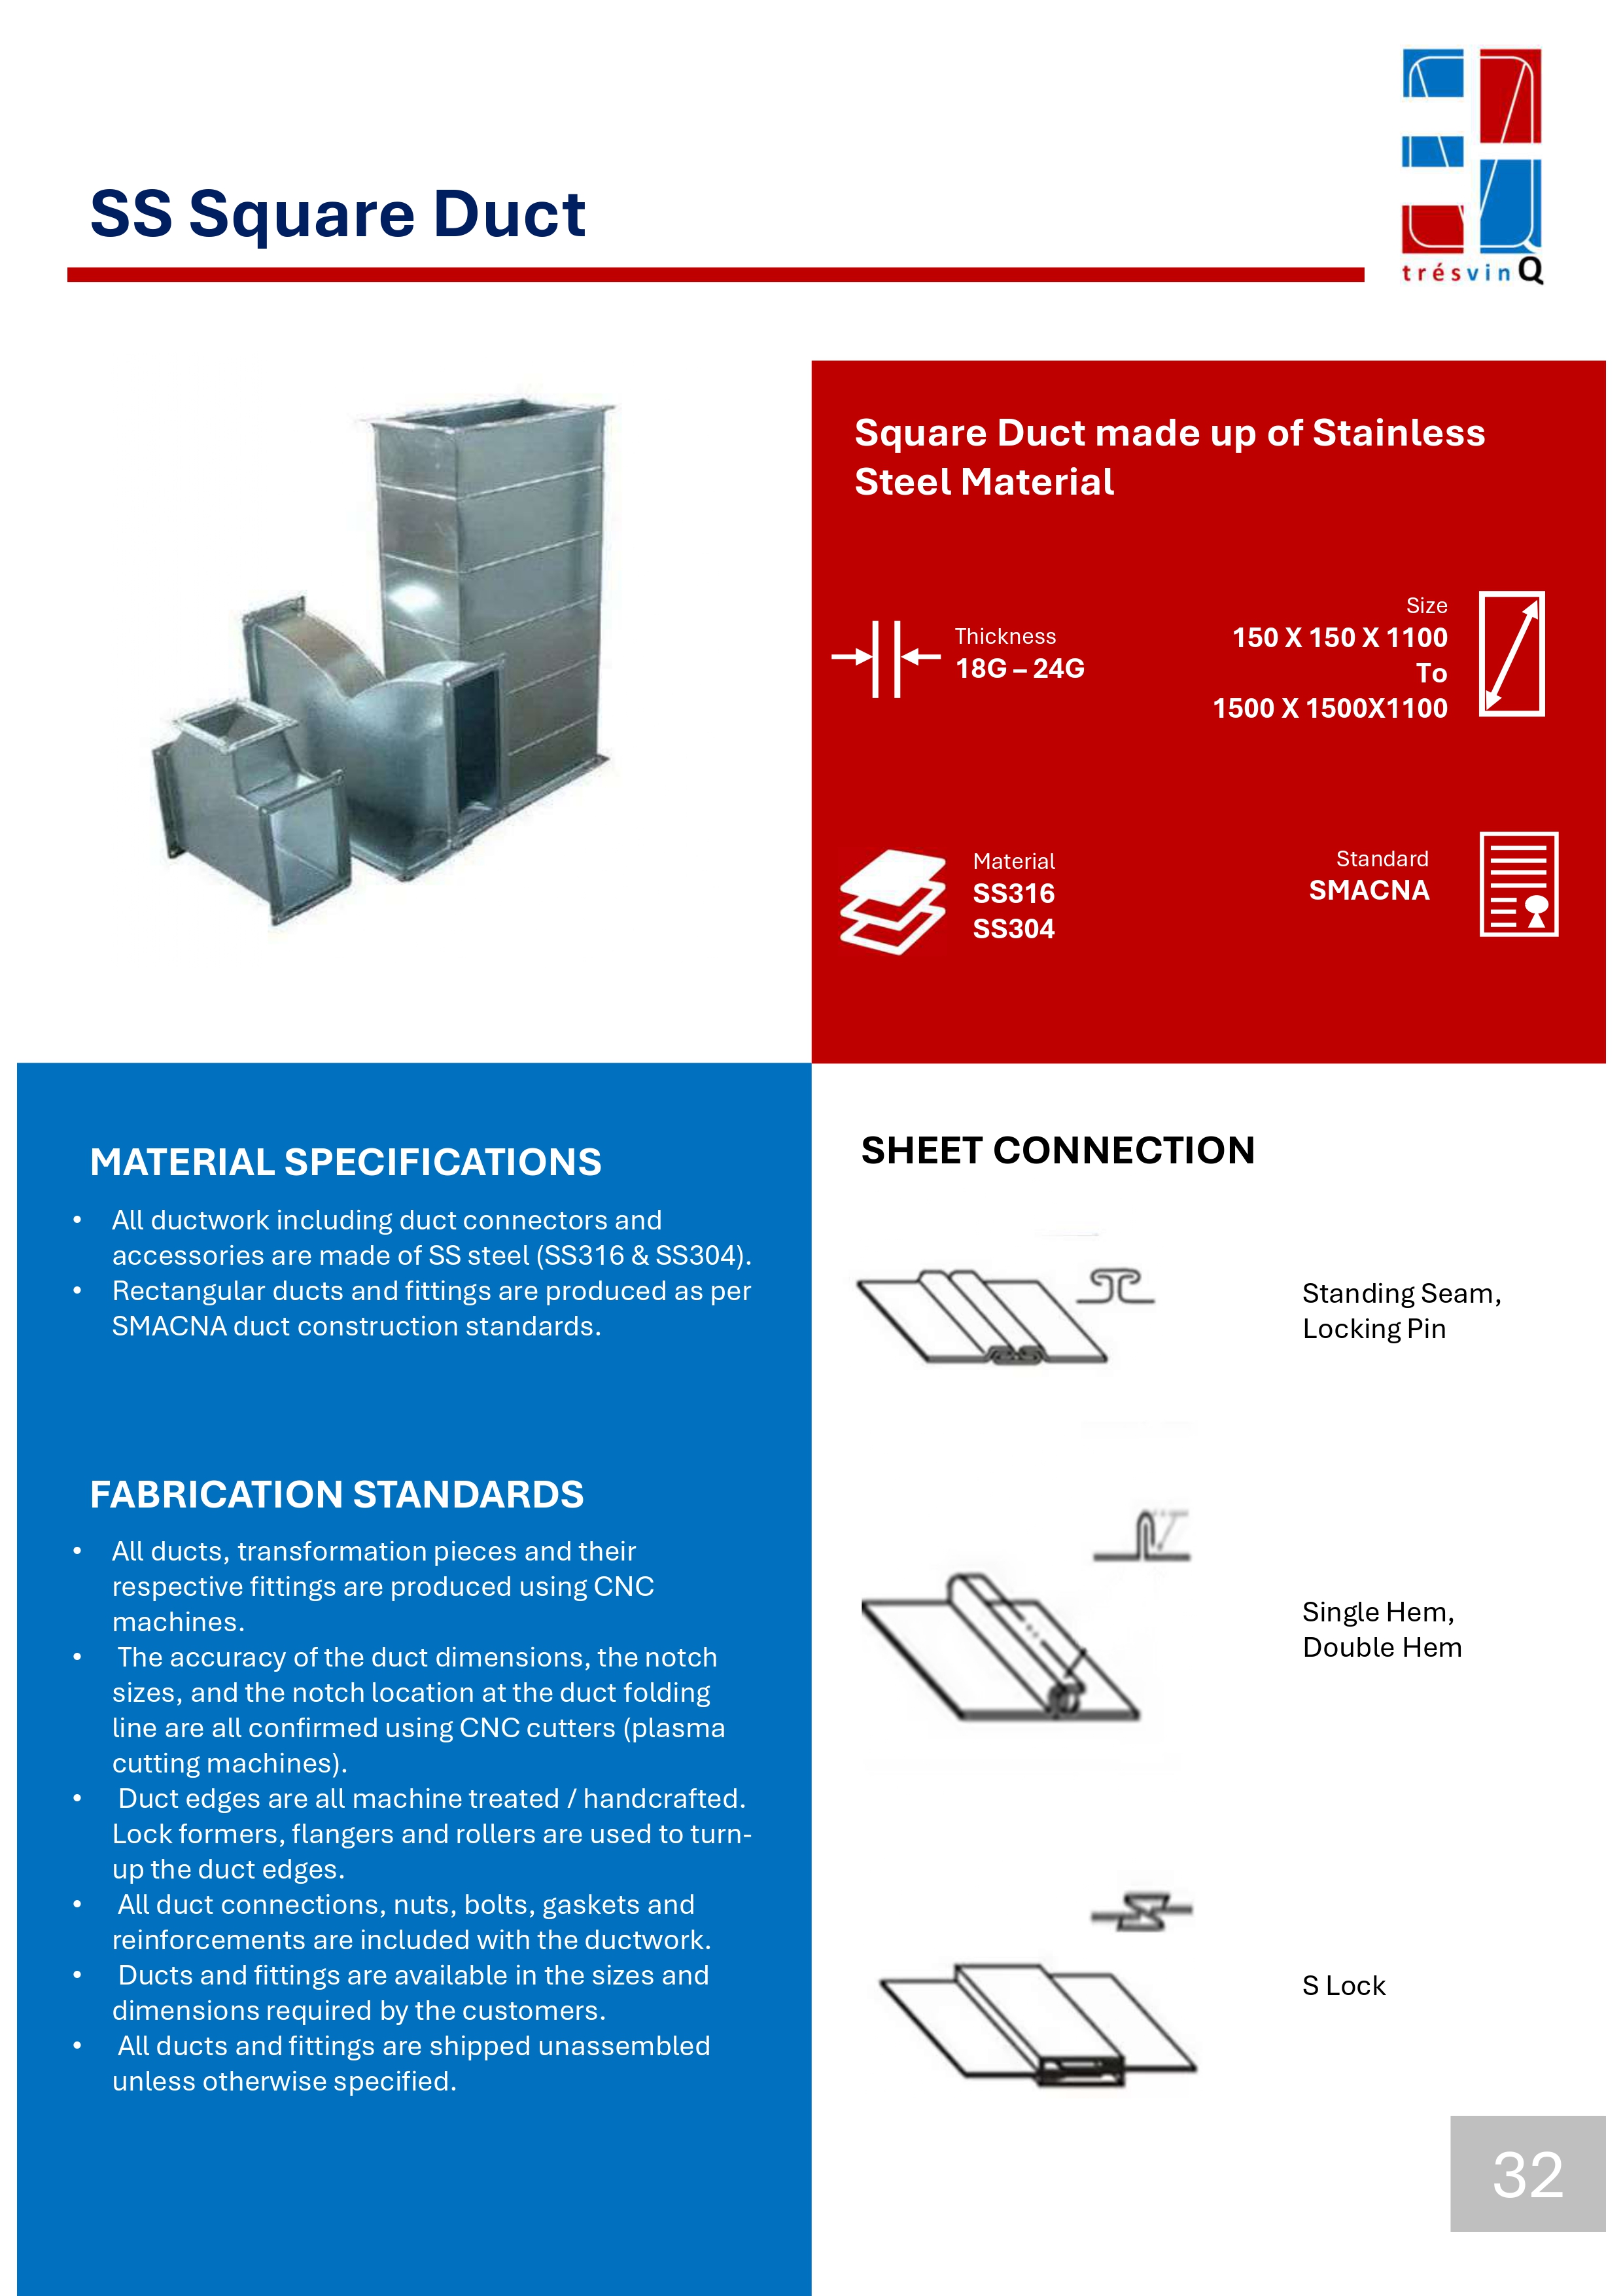 SS Square Duct
trésvinQ
Square Duct made up of Stainless
Steel Material
Thickness
18G – 24G
Size
150 X 150 X 1100
To
1500 X 1500X1100
Material
SS316
SS304
Standard
SMACNA
MATERIAL SPECIFICATIONS
• All ductwork including duct connectors and
accessories are made of SS steel (SS316 & SS304).
• Rectangular ducts and fittings are produced as per
SMACNA duct construction standards.
FABRICATION STANDARDS
• All ducts, transformation pieces and their
respective fittings are produced using CNC
machines.
• The accuracy of the duct dimensions, the notch
sizes, and the notch location at the duct folding
line are all confirmed using CNC cutters (plasma
cutting machines).
• Duct edges are all machine treated / handcrafted.
Lock formers, flangers and rollers are used to turn-
up the duct edges.
• All duct connections, nuts, bolts, gaskets and
reinforcements are included with the ductwork.
• Ducts and fittings are available in the sizes and
dimensions required by the customers.
• All ducts and fittings are shipped unassembled
unless otherwise specified.
SHEET CONNECTION
Standing Seam,
Locking Pin
Single Hem,
Double Hem
S Lock
32